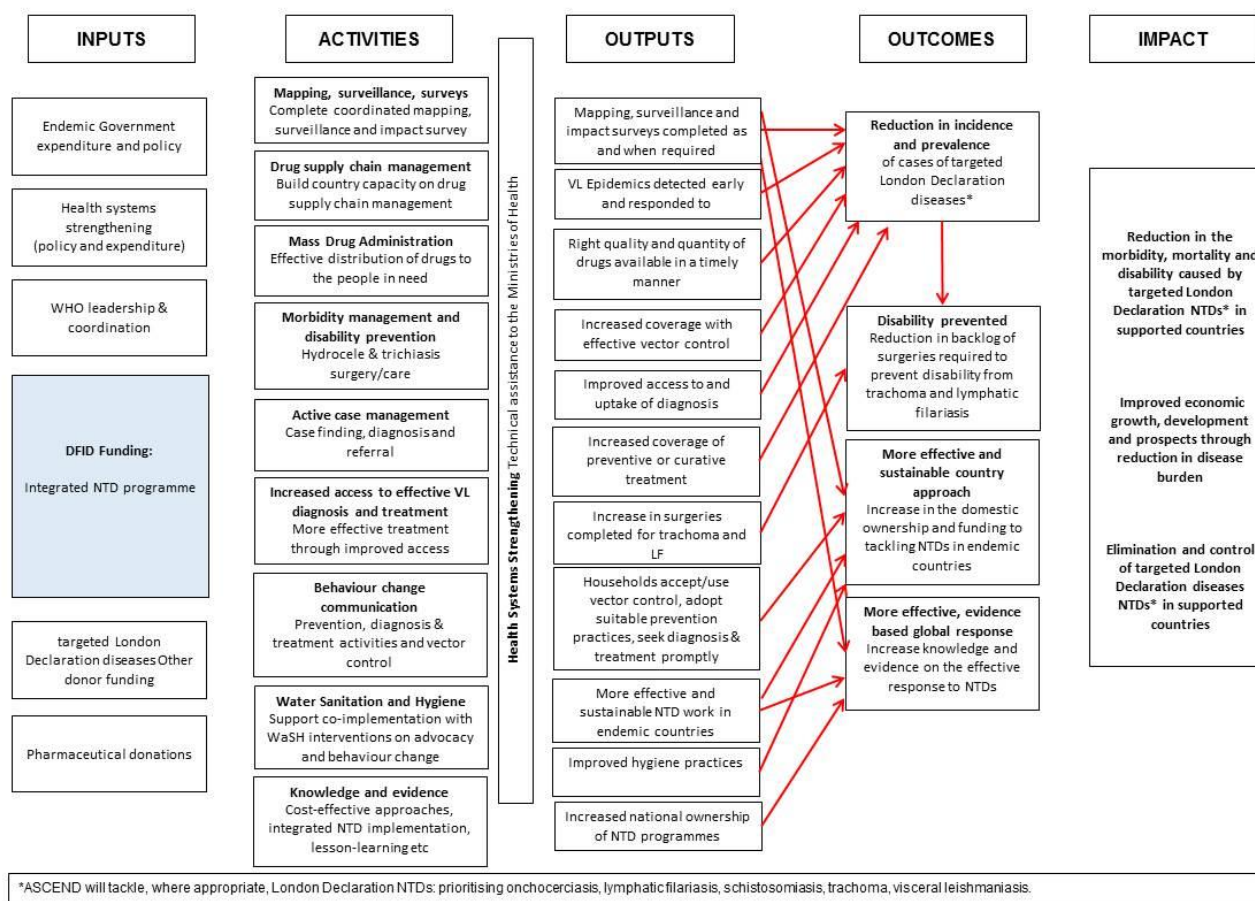 INPUTS
ACTIVITIES
OUTPUTS
OUTCOMES
IMPACT
Endemic Government
expenditure and policy
Health systems
strengthening
(policy and expenditure)
WHO leadership &
coordination
DFID Funding:
Integrated NTD programme
targeted London
Declaration diseases Other
donor funding
Pharmaceutical donations
Mapping, surveillance, surveys
Complete coordinated mapping,
surveillance and impact survey
Drug supply chain management
Build country capacity on drug
supply chain management
Mass Drug Administration
Effective distribution of drugs to
the people in need
Morbidity management and
disability prevention
Hydrocele & trichiasis
surgery/care
Active case management
Case finding, diagnosis and
referral
Increased access to effective VL
diagnosis and treatment
More effective treatment
through improved access
Behaviour change
communication
Prevention, diagnosis &
treatment activities and vector
control
Water Sanitation and Hygiene
Support co-implementation with
WaSH interventions on advocacy
and behaviour change
Knowledge and evidence
Cost-effective approaches,
integrated NTD implementation,
lesson-learning etc
Health Systems Strengthening Technical assistance to the Ministries of Health
Mapping, surveillance and
impact surveys completed as
and when required
VL Epidemics detected early
and responded to
Right quality and quantity of
drugs available in a timely
manner
Increased coverage with
effective vector control
Improved access to and
uptake of diagnosis
Increased coverage of
preventive or curative
treatment
Increase in surgeries
completed for trachoma and
LF
Households accept/use
vector control, adopt
suitable prevention
practices, seek diagnosis &
treatment promptly
More effective and
sustainable NTD work in
endemic countries
Improved hygiene practices
Increased national ownership
of NTD programmes
Reduction in incidence
and prevalence
of cases of targeted
London Declaration
diseases*
Disability prevented
Reduction in backlog of
surgeries required to
prevent disability from
trachoma and lymphatic
filariasis
More effective and
sustainable country
approach
Increase in the domestic
ownership and funding to
tackling NTDs in endemic
countries
More effective, evidence
based global response
Increase knowledge and
evidence on the effective
response to NTDs
Reduction in the
morbidity, mortality and
disability caused by
targeted London
Declaration NTDs* in
supported countries
Improved economic
growth, development
and prospects through
reduction in disease
burden
Elimination and control
of targeted London
Declaration diseases
NTDs* in supported
countries
*ASCEND will tackle, where appropriate, London Declaration NTDs: prioritising onchocerciasis, lymphatic filariasis, schistosomiasis, trachoma, visceral leishmaniasis.